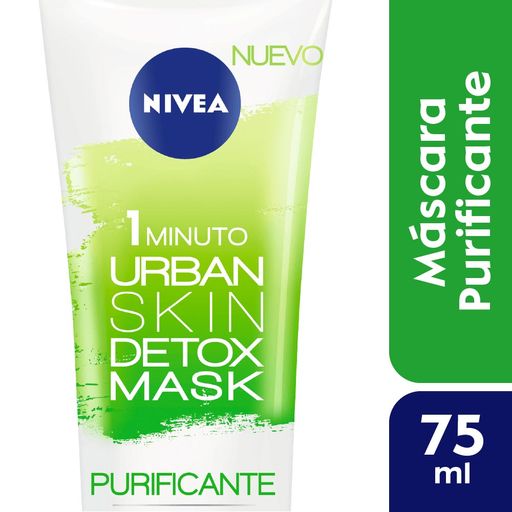 NUEVO
NIVEA
1 MINUTO
URBAN
SKIN
DETOX
MASK
PURIFICANTE
Máscara
Purificante
75
ml